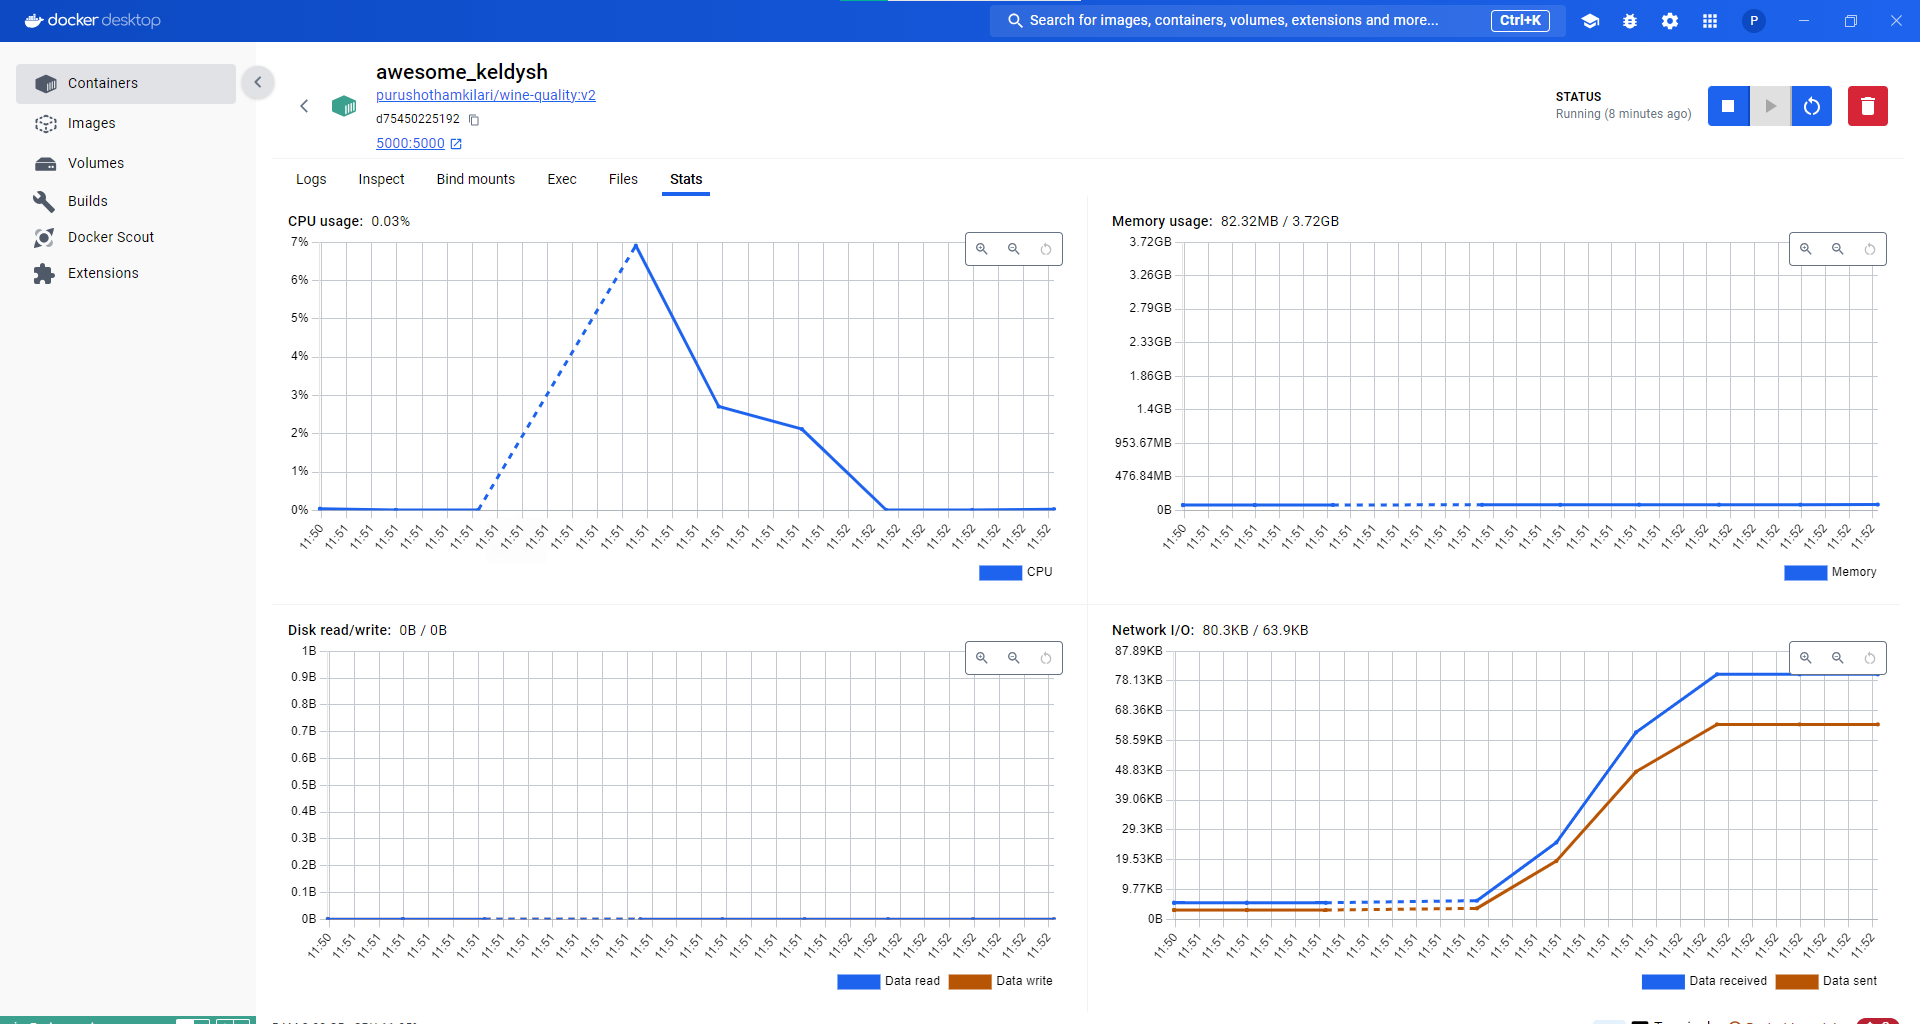 docker desktop
Search for images, containers, volumes, extensions and more...
Ctrl+K
P
Containers
Images
Volumes
Builds
Docker Scout
Extensions
awesome_keldysh
purushothamkilari/wine-quality:v2
d75450225192
5000:5000
STATUS
Running (8 minutes ago)
Logs
Inspect
Bind mounts
Exec
Files
Stats
CPU usage: 0.03%
7%
6%
5%
4%
3%
2%
1%
0%
11:50 11:51 11:51 11:51 11:51 11:51 11:51 11:51 11:51 11:51 11:51 11:51 11:51 11:51 11:51 11:51 11:51 11:51 11:51 11:51 11:52 11:52 11:52 11:52 11:52 11:52 11:52 11:52 11:52
CPU
Memory usage: 82.32MB / 3.72GB
3.72GB
3.26GB
2.79GB
2.33GB
1.86GB
1.4GB
953.67MB
476.84MB
0B
11:50 11:51 11:51 11:51 11:51 11:51 11:51 11:51 11:51 11:51 11:51 11:51 11:51 11:51 11:51 11:51 11:51 11:51 11:51 11:51 11:52 11:52 11:52 11:52 11:52 11:52 11:52 11:52 11:52
Memory
Disk read/write: 0B / 0B
1B
0.9B
0.8B
0.7B
0.6B
0.5B
0.4B
0.3B
0.2B
0.1B
0B
11:50 11:51 11:51 11:51 11:51 11:51 11:51 11:51 11:51 11:51 11:51 11:51 11:51 11:51 11:51 11:51 11:51 11:51 11:51 11:51 11:52 11:52 11:52 11:52 11:52 11:52 11:52 11:52 11:52
Data read
Data write
Network I/O: 80.3KB / 63.9KB
87.89KB
78.13KB
68.36KB
58.59KB
48.83KB
39.06KB
29.3KB
19.53KB
9.77KB
0B
11:50 11:51 11:51 11:51 11:51 11:51 11:51 11:51 11:51 11:51 11:51 11:51 11:51 11:51 11:51 11:51 11:51 11:51 11:51 11:51 11:52 11:52 11:52 11:52 11:52 11:52 11:52 11:52 11:52
Data received
Data sent